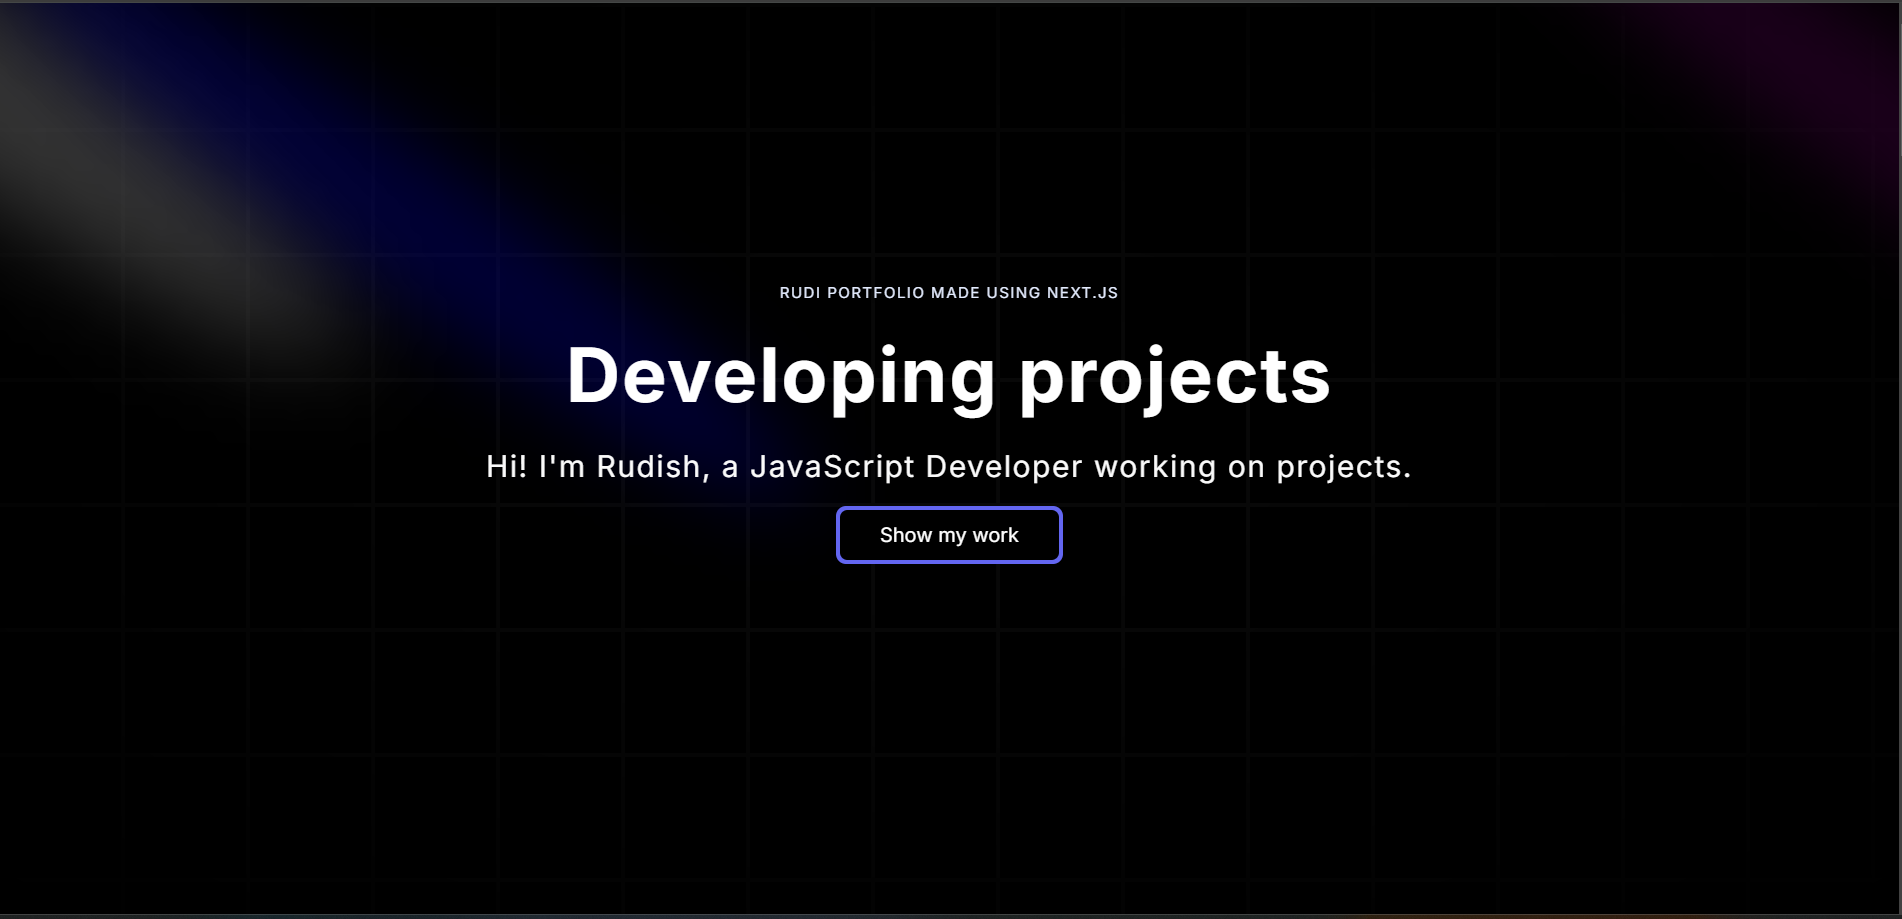 RUDI PORTFOLIO MADE USING NEXT.JS
Developing projects
Hi! I'm Rudish, a JavaScript Developer working on projects.
Show my work